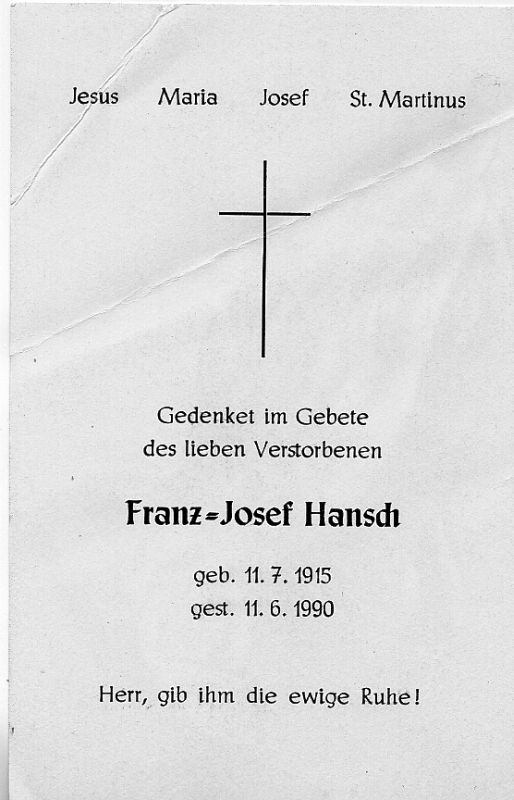 Jesus Maria Josef St. Martinus
Gedenket im Gebete
des lieben Verstorbenen
Franz-Josef Hansch
geb. 11. 7. 1915
gest. 11. 6. 1990
Herr, gib ihm die ewige Ruhe!